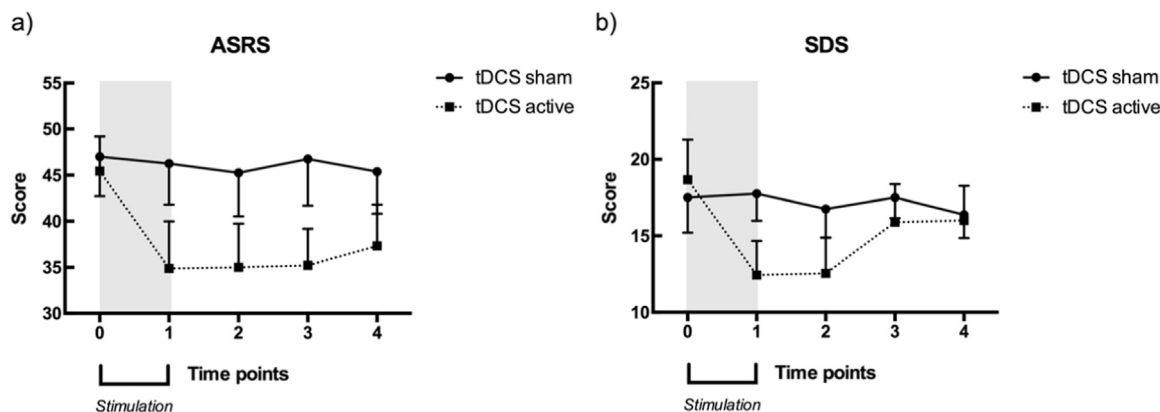 a)
ASRS
tDCS sham
tDCS active
Score
55
50
45
40
35
30
0 1 2 3 4
Time points
Stimulation
b)
SDS
tDCS sham
tDCS active
Score
25
20
15
10
0 1 2 3 4
Time points
Stimulation